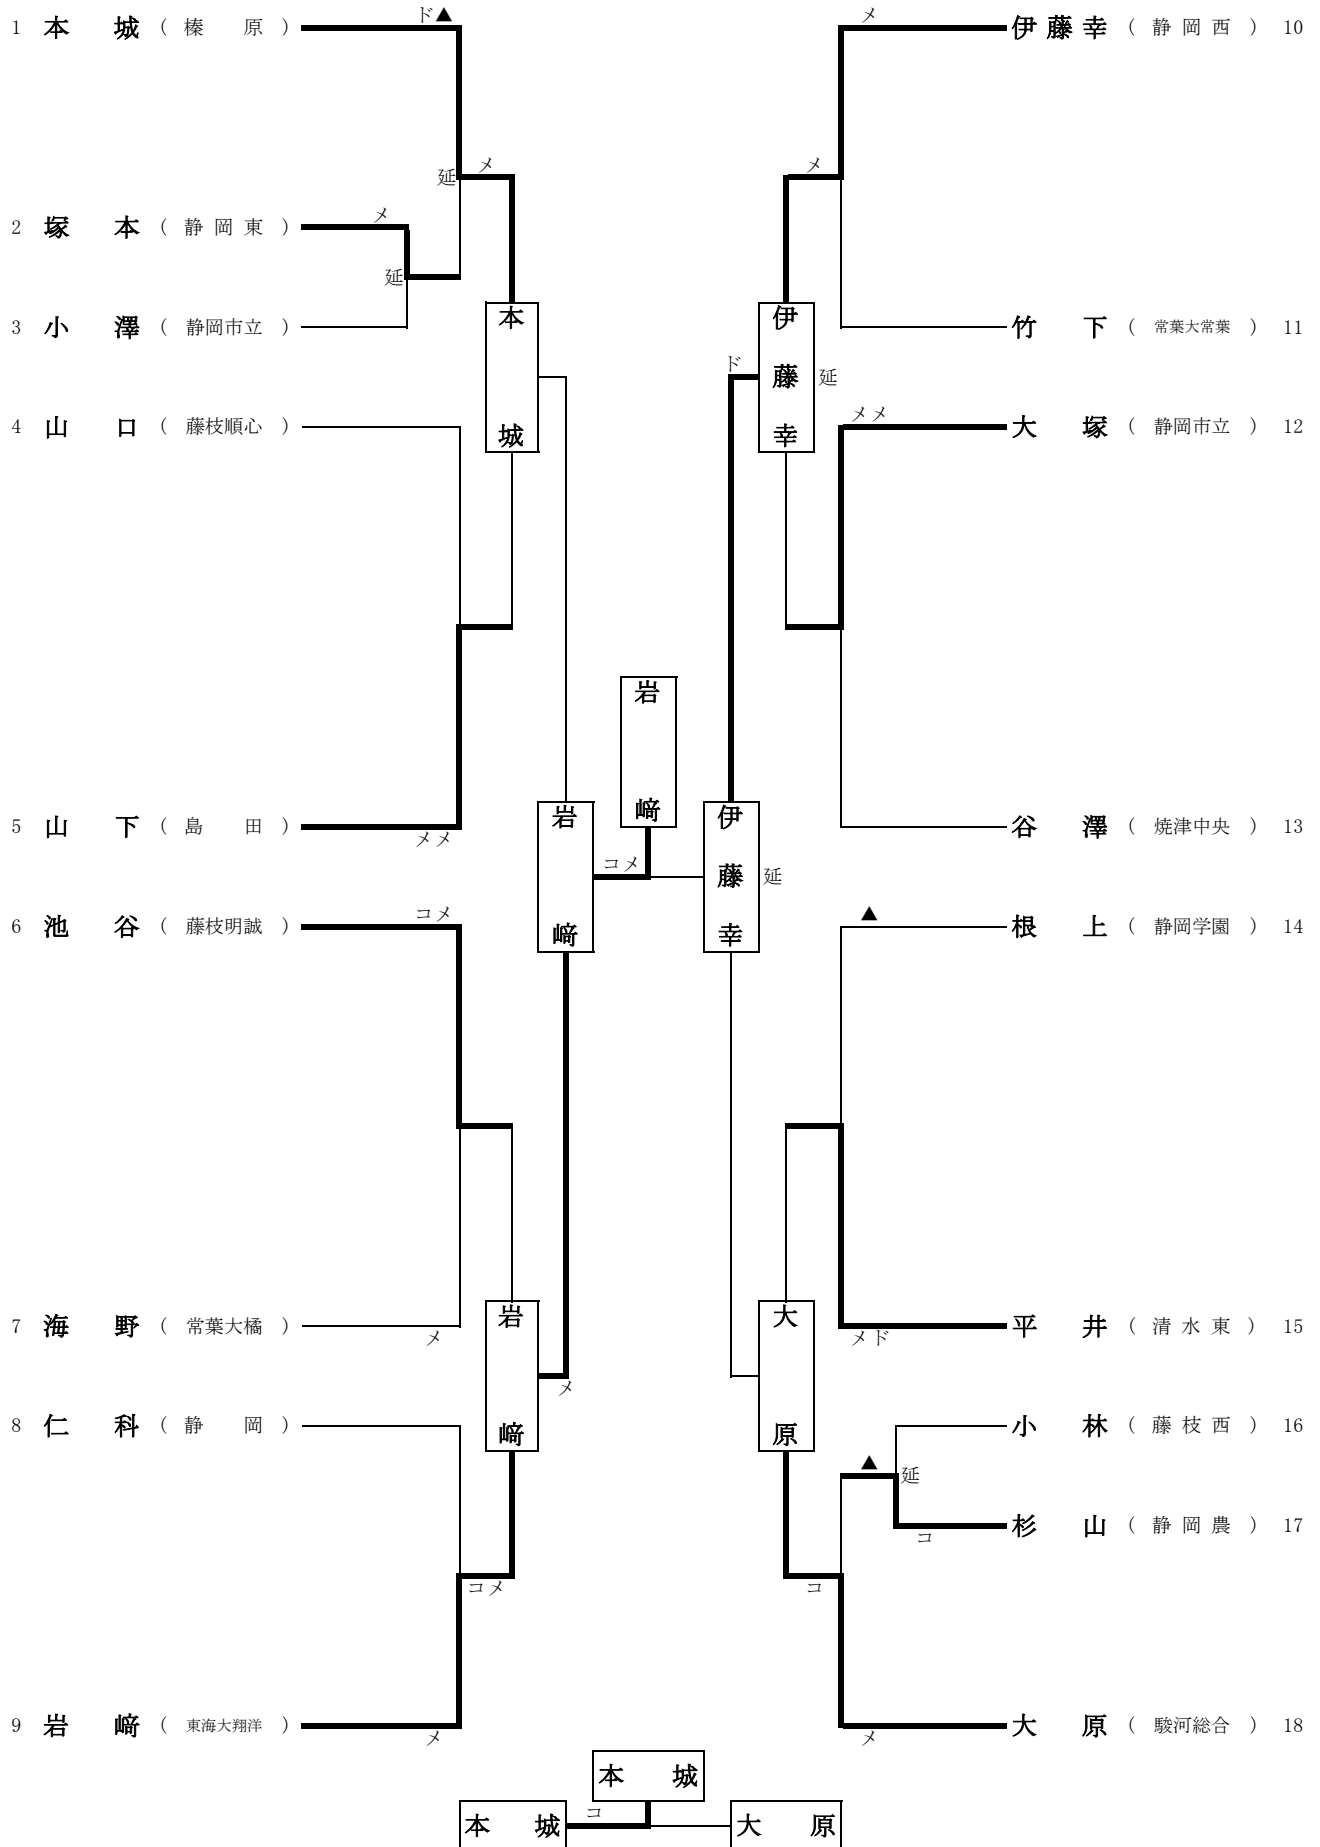 ド▲
メ
1 本 城 （ 榛 原 ）
伊藤幸 （ 静岡西 ） 10
延 メ
メ
メ
2 塚 本 （ 静岡東 ）
延
3 小 澤 （ 静岡市立 ）
本城
伊藤幸
竹 下 （ 常葉大常葉 ） 11
ド
延
メメ
4 山 口 （ 藤枝順心 ）
大 塚 （ 静岡市立 ） 12
岩﨑
5 山 下 （ 島 田 ）
メメ
岩﨑
伊藤幸
谷 澤 （ 焼津中央 ） 13
コメ
延
コメ
▲
6 池 谷 （ 藤枝明誠 ）
根 上 （ 静岡学園 ） 14
7 海 野 （ 常葉大橘 ）
メ
岩﨑
大原
平 井 （ 清水東 ） 15
メド
メ
8 仁 科 （ 静 岡 ）
小 林 （ 藤枝西 ） 16
▲
延
杉 山 （ 静岡農 ） 17
コ
コメ
コ
9 岩 﨑 （ 東海大翔洋 ）
メ
大 原 （ 駿河総合 ） 18
メ
本 城
本 城
コ
大 原